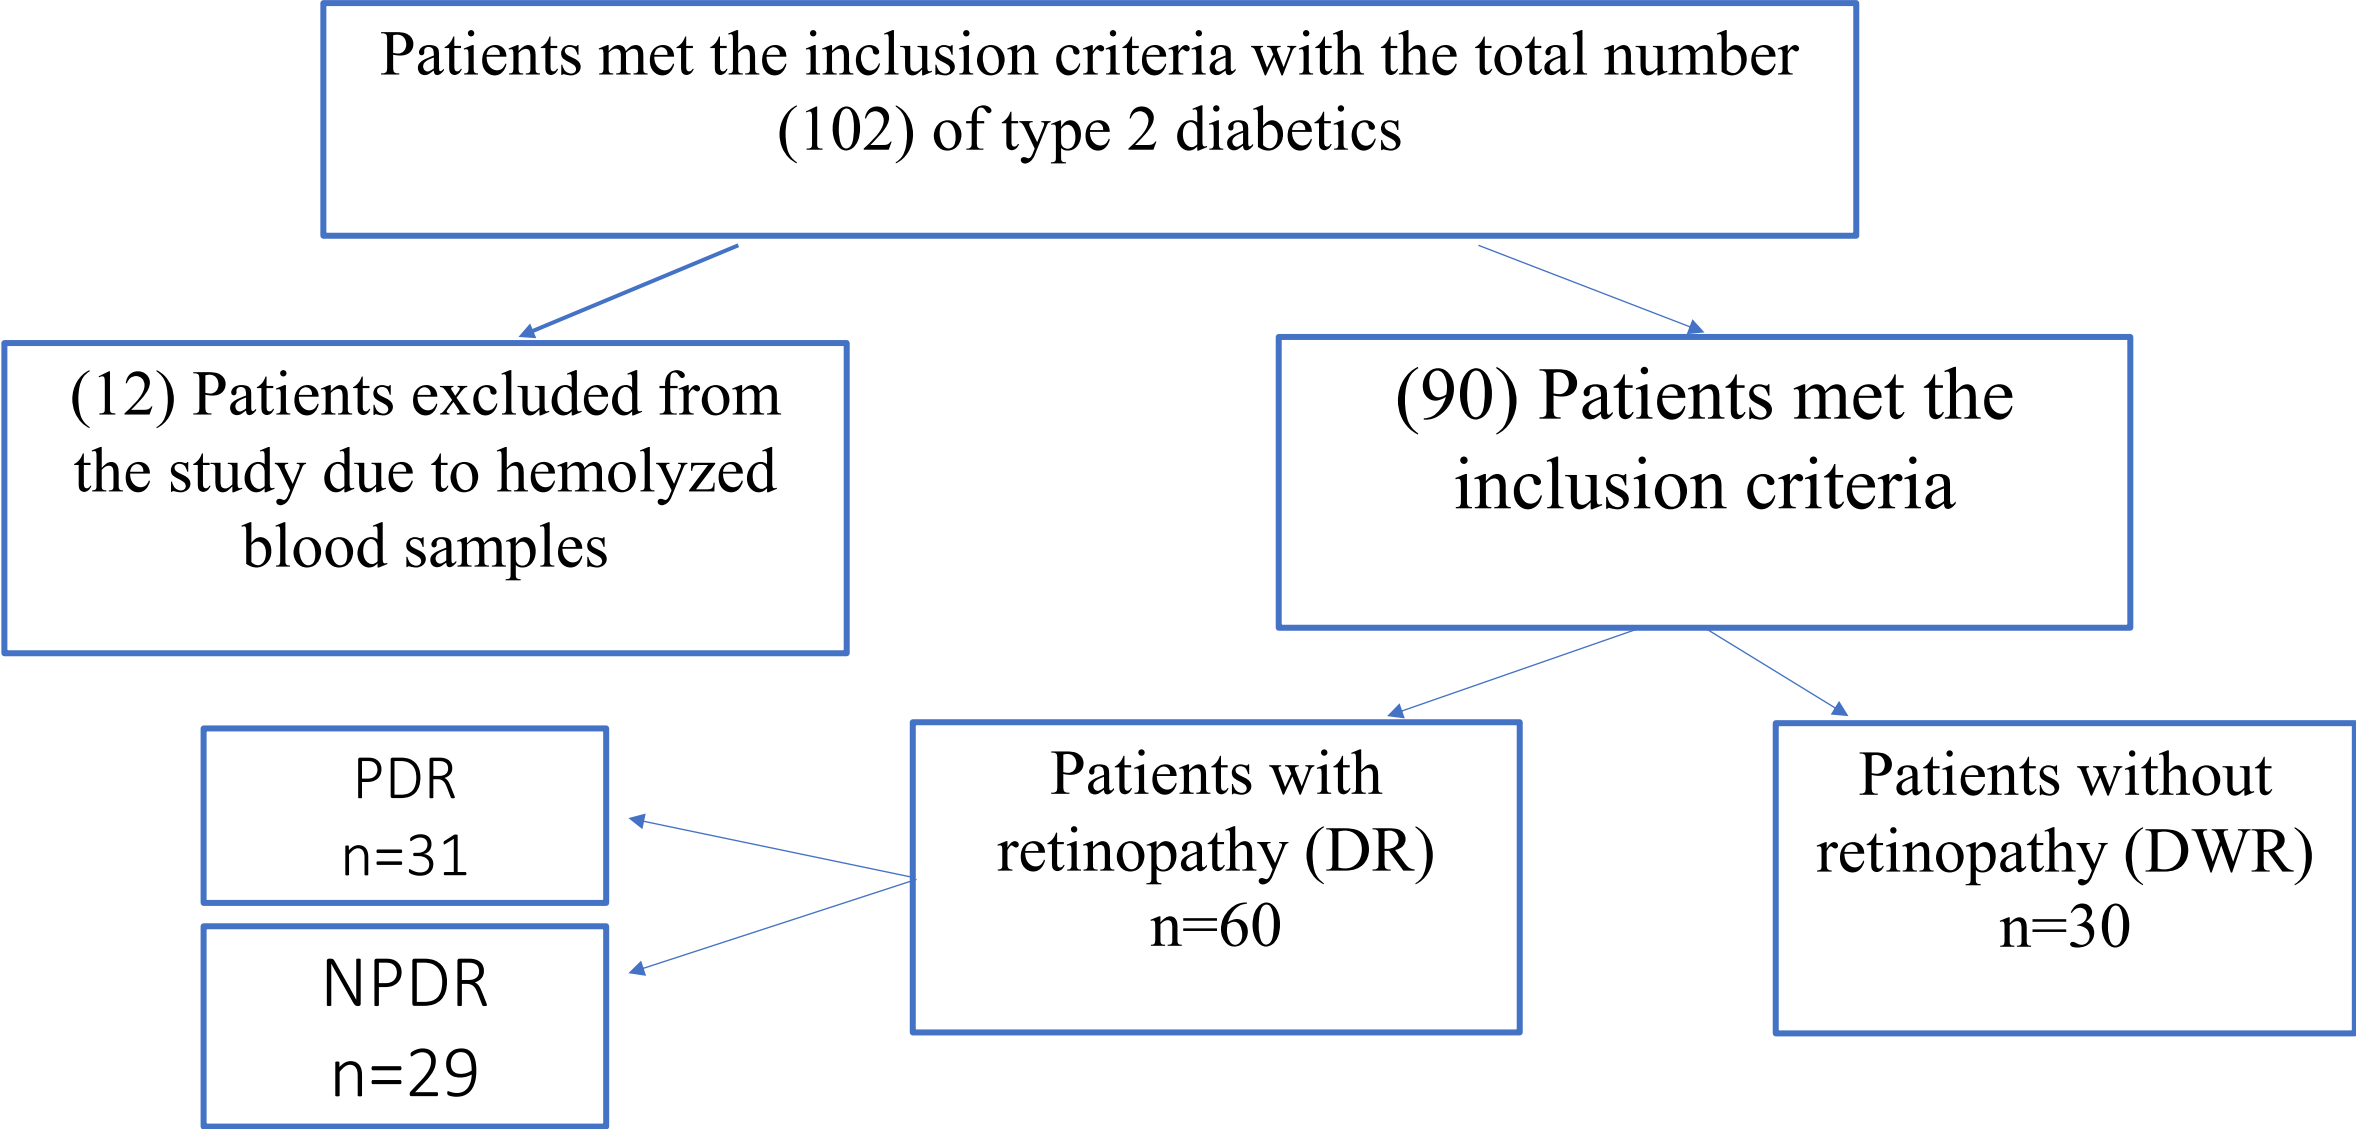 Patients met the inclusion criteria with the total number
(102) of type 2 diabetics
(12) Patients excluded from
the study due to hemolyzed
blood samples
(90) Patients met the
inclusion criteria
PDR
n=31
NPDR
n=29
Patients with
retinopathy (DR)
n=60
Patients without
retinopathy (DWR)
n=30